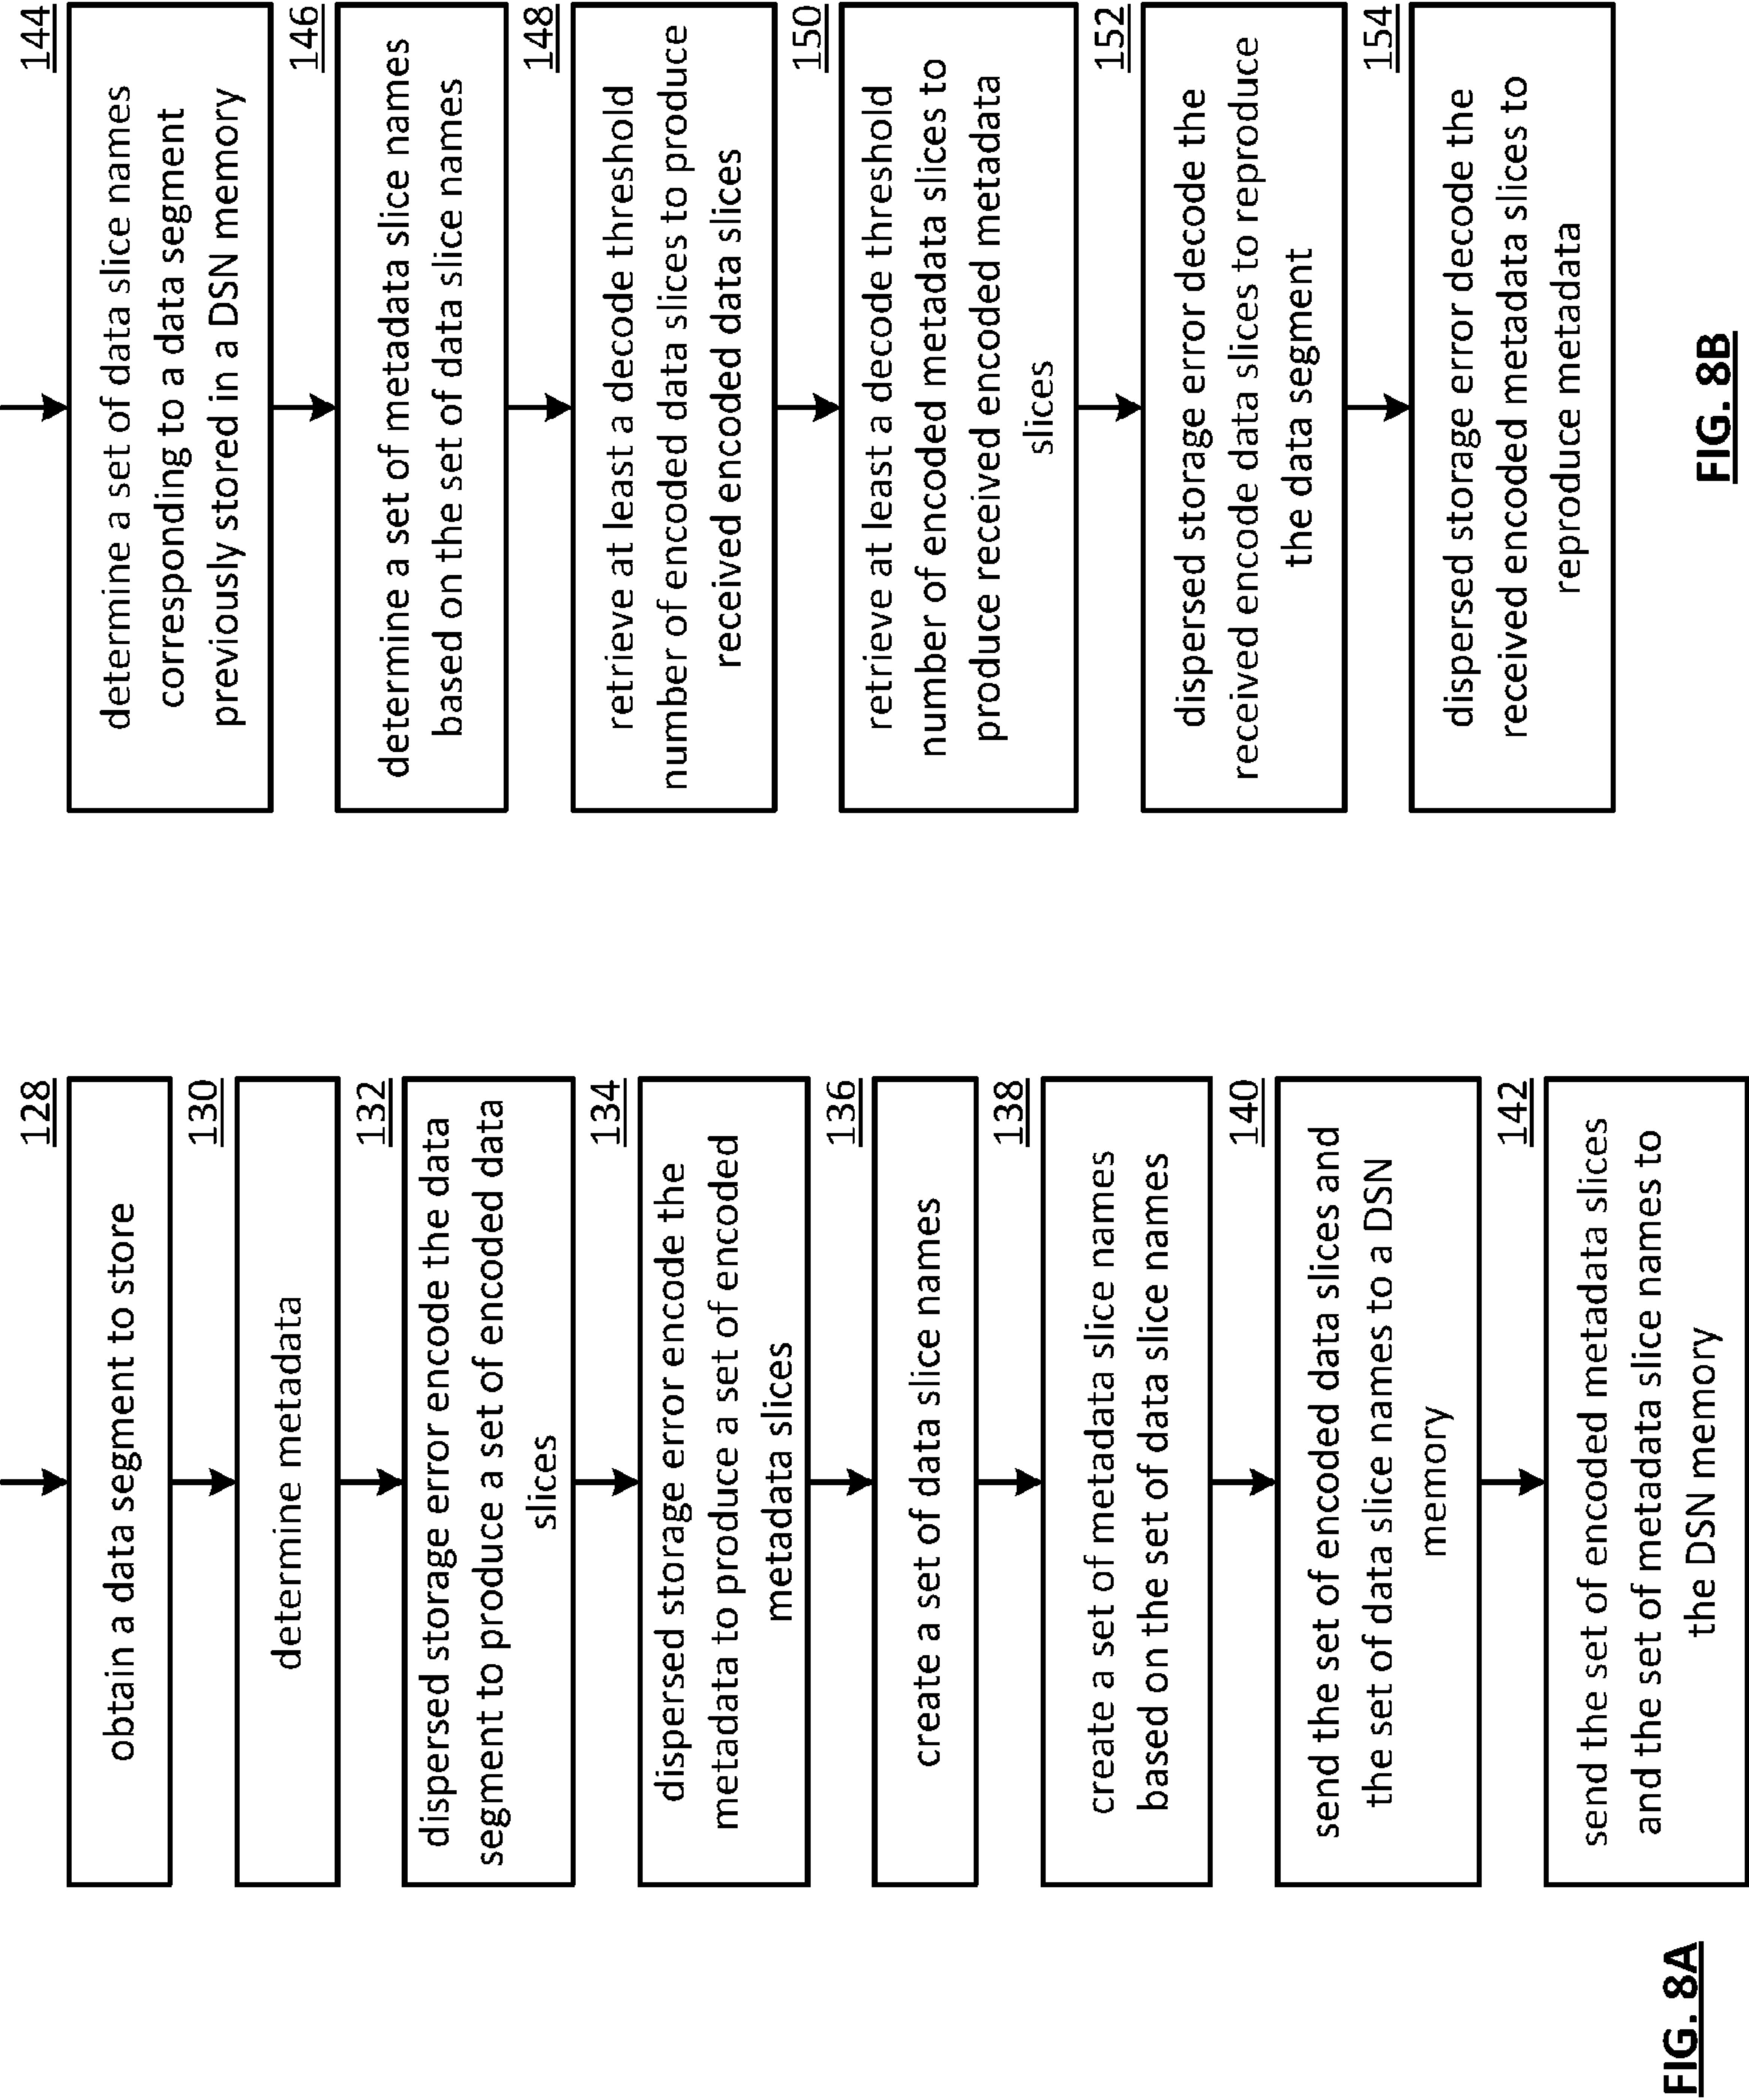 128
obtain a data segment to store
130
determine metadata
132
dispersed storage error encode the data
segment to produce a set of encoded data
slices
134
dispersed storage error encode the
metadata to produce a set of encoded
metadata slices
136
create a set of data slice names
138
create a set of metadata slice names
based on the set of data slice names
140
send the set of encoded data slices and
the set of data slice names to a DSN
memory
142
send the set of encoded metadata slices
and the set of metadata slice names to
the DSN memory
FIG. 8A
144
determine a set of data slice names
corresponding to a data segment
previously stored in a DSN memory
146
determine a set of metadata slice names
based on the set of data slice names
148
retrieve at least a decode threshold
number of encoded data slices to produce
received encoded data slices
150
retrieve at least a decode threshold
number of encoded metadata slices to
produce received encoded metadata
slices
152
dispersed storage error decode the
received encode data slices to reproduce
the data segment
154
dispersed storage error decode the
received encoded metadata slices to
reproduce metadata
FIG. 8B